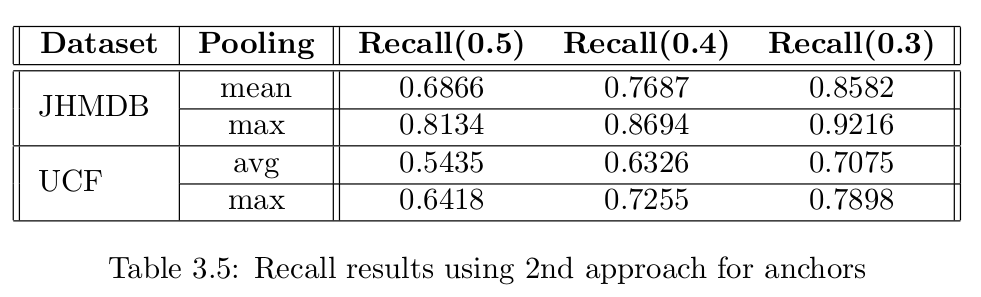 Dataset Pooling Recall(0.5) Recall(0.4) Recall(0.3)
JHMDB mean 0.6866 0.7687 0.8582
max 0.8134 0.8694 0.9216
UCF avg 0.5435 0.6326 0.7075
max 0.6418 0.7255 0.7898
Table 3.5: Recall results using 2nd approach for anchors